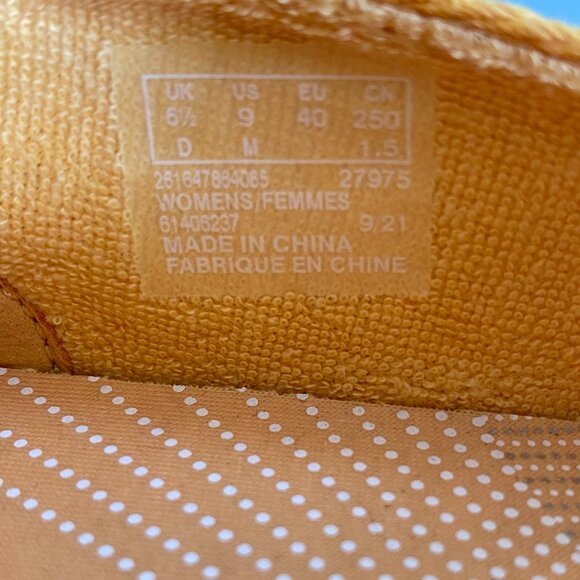 UK US EU CN
6½ 9 40 250
D M 1.5
261647864065 27975
WOMENS/FEMMES
61406237 9/21
MADE IN CHINA
FABRIQUE EN CHINE